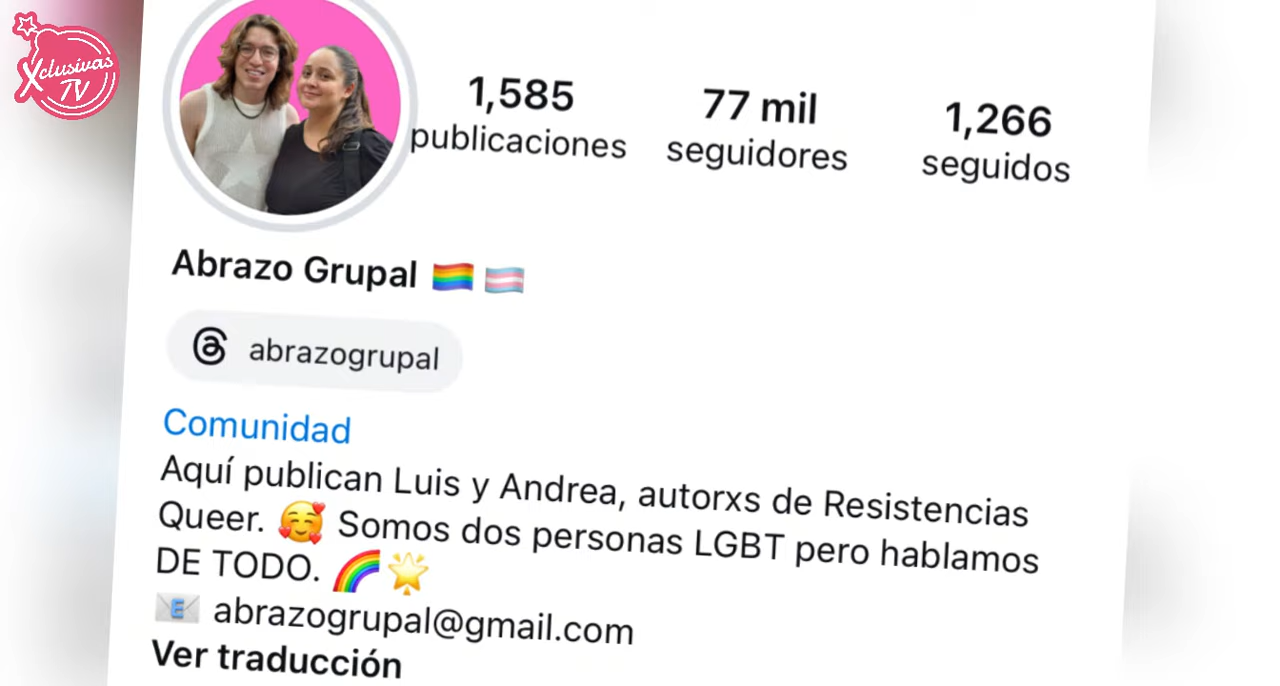 Xclusivas
TV
1,585
publicaciones
77 mil
seguidores
1,266
seguidos
Abrazo Grupal 🏳️‍🌈 🏳️‍⚧️
abrazogrupal
Comunidad
Aquí publican Luis y Andrea, autorxs de Resistencias
Queer. 🥰 Somos dos personas LGBT pero hablamos
DE TODO. 🌈🌟
📧 abrazogrupal@gmail.com
Ver traducción